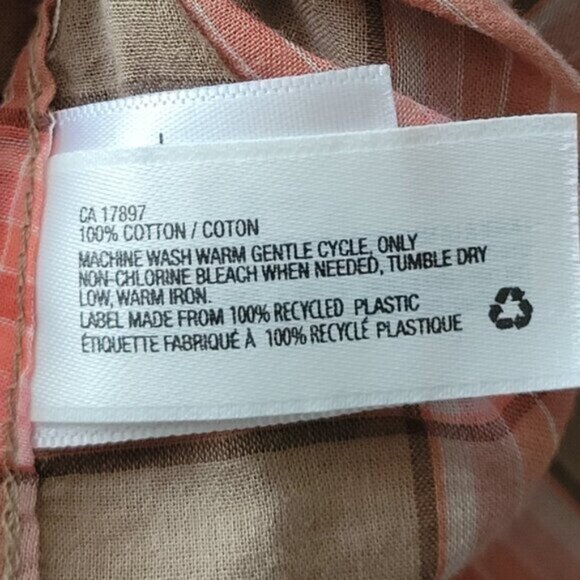 CA 17897
100% COTTON / COTON
MACHINE WASH WARM GENTLE CYCLE, ONLY
NON-CHLORINE BLEACH WHEN NEEDED, TUMBLE DRY
LOW, WARM IRON.
LABEL MADE FROM 100% RECYCLED PLASTIC
ÉTIQUETTE FABRIQUÉ À 100% RECYCLÉ PLASTIQUE